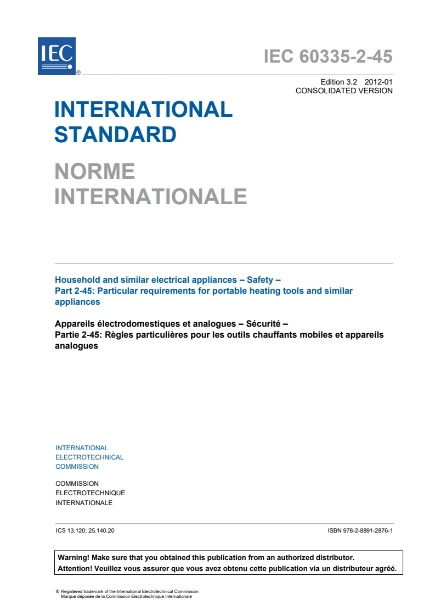 IEC
®
IEC 60335-2-45
Edition 3.2 2012-01
CONSOLIDATED VERSION
INTERNATIONAL
STANDARD
NORME
INTERNATIONALE
Household and similar electrical appliances – Safety –
Part 2-45: Particular requirements for portable heating tools and similar
appliances
Appareils électrodomestiques et analogues – Sécurité –
Partie 2-45: Règles particulières pour les outils chauffants mobiles et appareils
analogues
INTERNATIONAL
ELECTROTECHNICAL
COMMISSION
COMMISSION
ELECTROTECHNIQUE
INTERNATIONALE
ICS 13.120; 25.140.20
ISBN 978-2-8891-2876-1
Warning! Make sure that you obtained this publication from an authorized distributor.
Attention! Veuillez vous assurer que vous avez obtenu cette publication via un distributeur agréé.
® Registered trademark of the International Electrotechnical Commission
Marque déposée de la Commission Electrotechnique Internationale